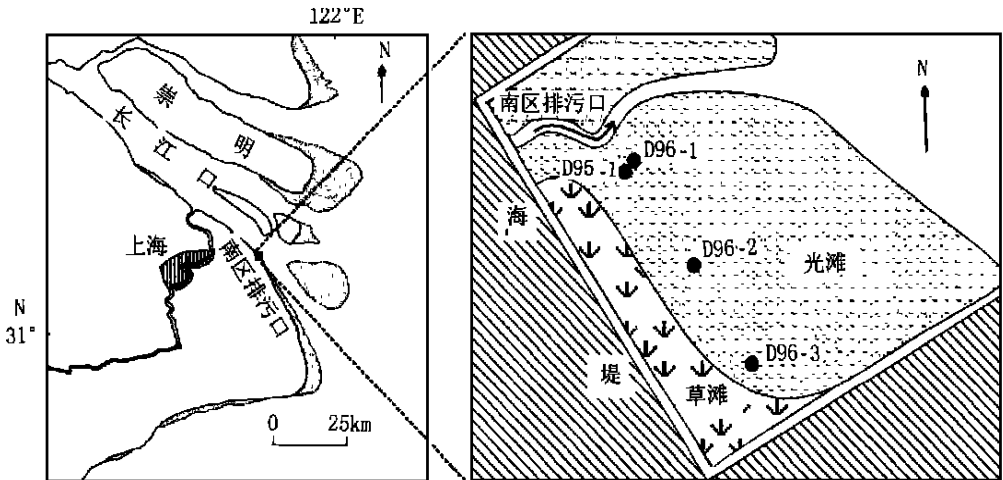 122°E
N
崇明
长江口
上海
南区排污口
N
31°
0 25km
N
南区排污口
D96-1
D95-1
海堤
D96-2
光滩
D96-3
草滩